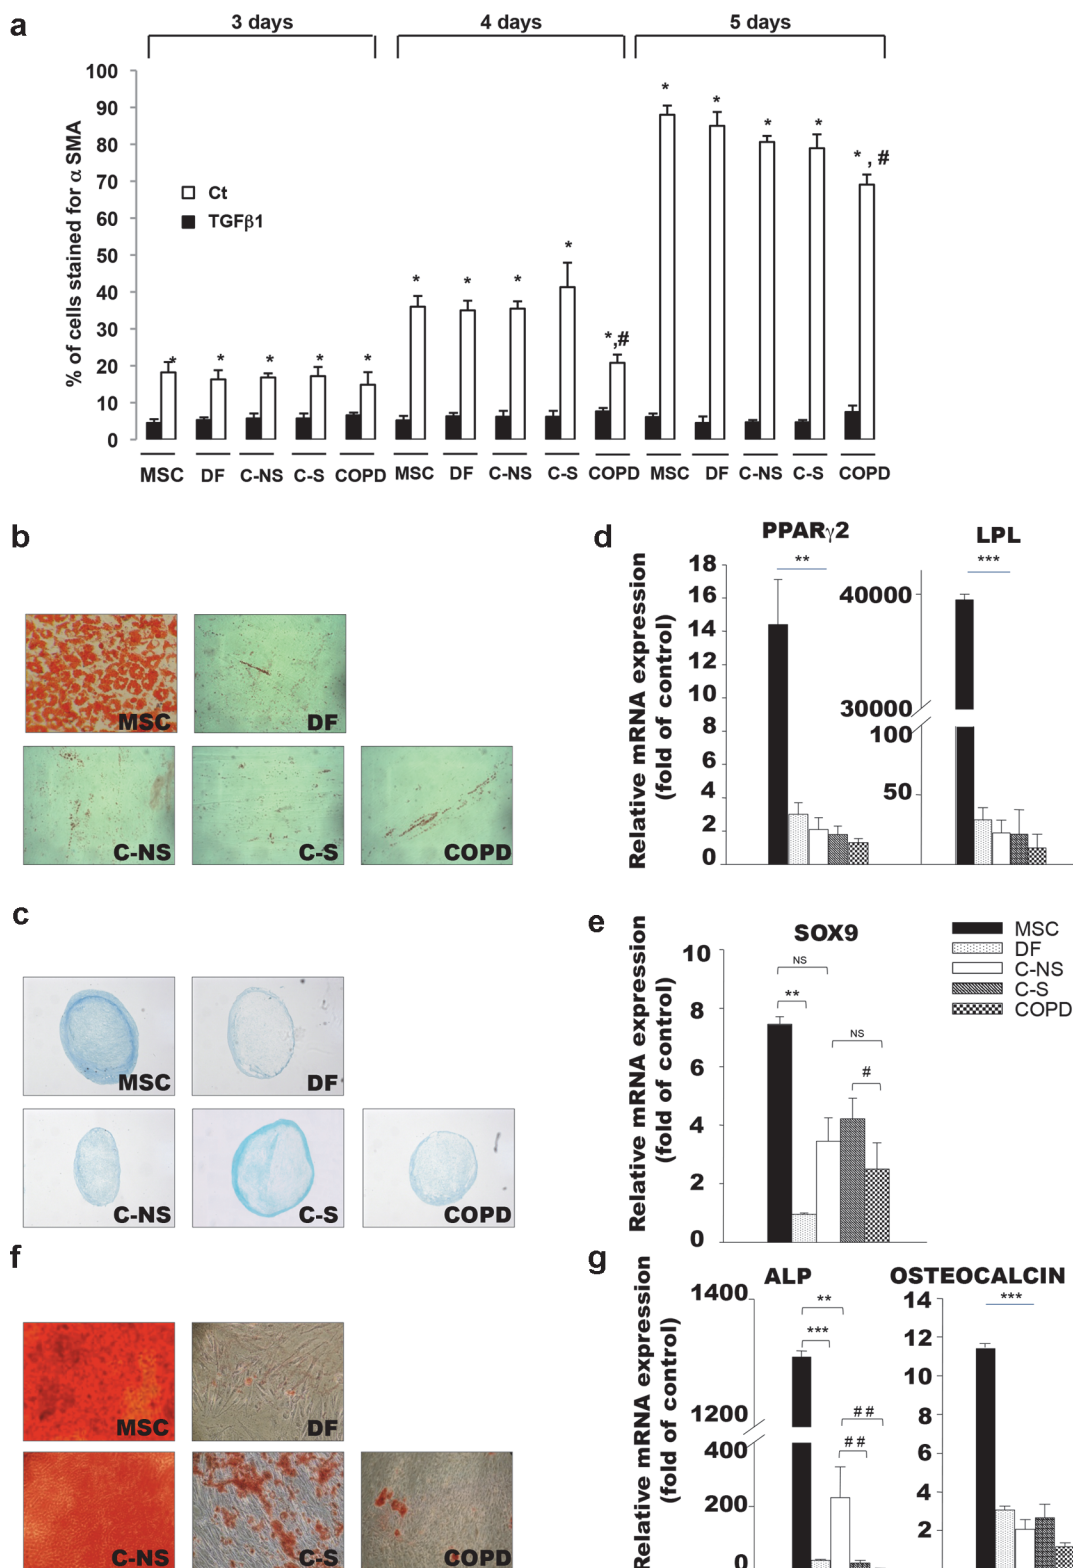 a
3 days 4 days 5 days
% of cells stained for α SMA
100
90
80
70
60
50
40
30
20
10
0
Ct
TGFβ1
* * * * *
* * * * *,#
* * * * * , #
MSC DF C-NS C-S COPD MSC DF C-NS C-S COPD MSC DF C-NS C-S COPD
b
MSC
DF
C-NS
C-S
COPD
c
MSC
DF
C-NS
C-S
COPD
d
PPARγ2
LPL
Relative mRNA expression
(fold of control)
18
16
14
12
10
8
6
4
2
0
**
40000
30000
100
50
***
e
SOX9
Relative mRNA expression
(fold of control)
10
8
6
4
2
0
NS
**
NS
#
MSC
DF
C-NS
C-S
COPD
f
MSC
DF
C-NS
C-S
COPD
g
ALP
OSTEOCALCIN
Relative mRNA expression
(fold of control)
1400
1200
400
200
0
**
***
##
##
14
12
10
8
6
4
2
***